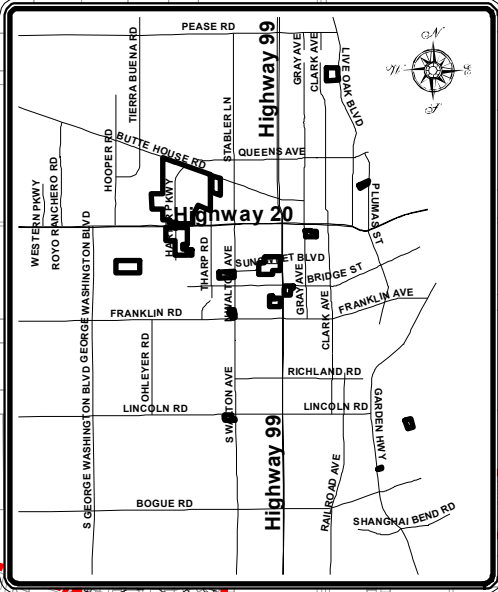 PEASE RD
Highway 99
GRAY AVE
CLARK AVE
LIVE OAK BLVD
TIERRA BUENA RD
N
W
E
S
STABLER LN
HOOPER RD
BUTTE HOUSE RD
QUEENS AVE
ROYO RANCHERO RD
WESTERN PKWY
PLUMAS ST
Highway 20
THARP RD
SUNSWEET BLVD
BRIDGE ST
GRAY AVE
CLARK AVE
GEORGE WASHINGTON BLVD
FRANKLIN RD
FRANKLIN AVE
OHLEYER RD
RICHLAND RD
LINCOLN RD
LINCOLN RD
S WALTON AVE
GARDEN HWY
S GEORGE WASHINGTON BLVD
Highway 99
RAILROAD AVE
BOGUE RD
SHANGHAI BEND RD